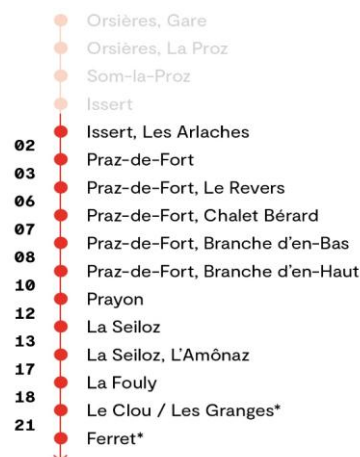 Orsières, Gare
Orsières, La Proz
Som-la-Proz
Issert
Issert, Les Arlaches
02
Praz-de-Fort
03
Praz-de-Fort, Le Revers
06
Praz-de-Fort, Chalet Bérard
07
Praz-de-Fort, Branche d'en-Bas
08
Praz-de-Fort, Branche d'en-Haut
10
Prayon
12
La Seiloz
13
La Seiloz, L'Amônaz
17
La Fouly
18
Le Clou / Les Granges*
21
Ferret*